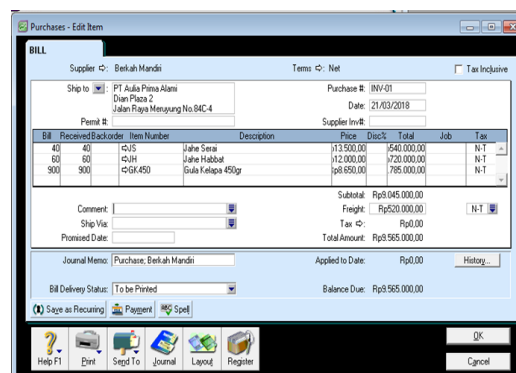 Purchases - Edit Item
BILL
Supplier ⇨: Berkah Mandiri Terms ⇨: Net Tax Inclusive
Ship to : PT Aulia Prima Alami Purchase #: INV-01
Dian Plaza 2 Date: 21/03/2018
Jalan Raya Meruyung No.84C-4
Permit #: Supplier Inv#:
Bill Received Backorder Item Number Description Price Disc% Total Job Tax
40 40 ⇨JS Jahe Serai 13.500,00 540.000,00 N-T
60 60 ⇨JH Jahe Habbat 12.000,00 720.000,00 N-T
900 900 ⇨GK450 Gula Kelapa 450gr p8.650,00 .785.000,00 N-T
Subtotal: Rp9.045.000,00
Comment: Freight: Rp520.000,00 N-T
Ship Via: Tax ⇨: Rp0,00
Promised Date: Total Amount: Rp9.565.000,00
Journal Memo: Purchase; Berkah Mandiri Applied to Date: Rp0,00 History...
Bill Delivery Status: To be Printed Balance Due: Rp9.565.000,00
Save as Recurring Payment Spell
Help F1 Print Send To Journal Layout Register
OK
Cancel